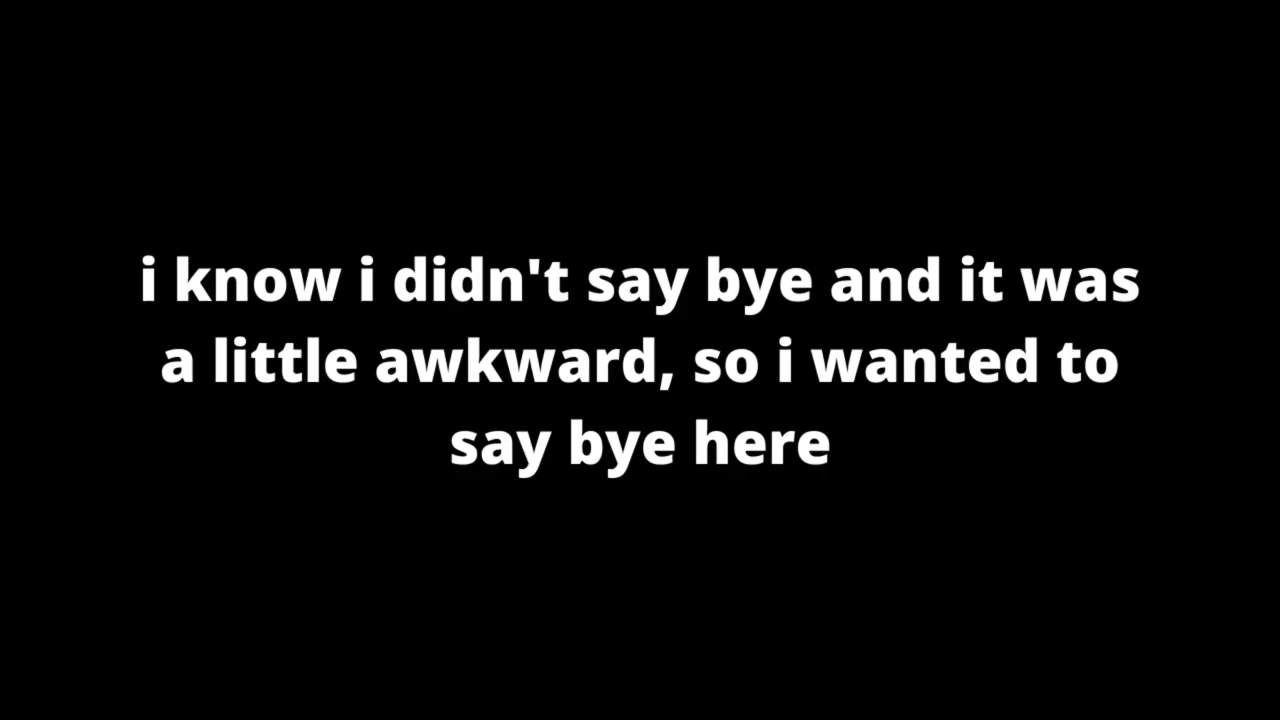 i know i didn't say bye and it was
a little awkward, so i wanted to
say bye here